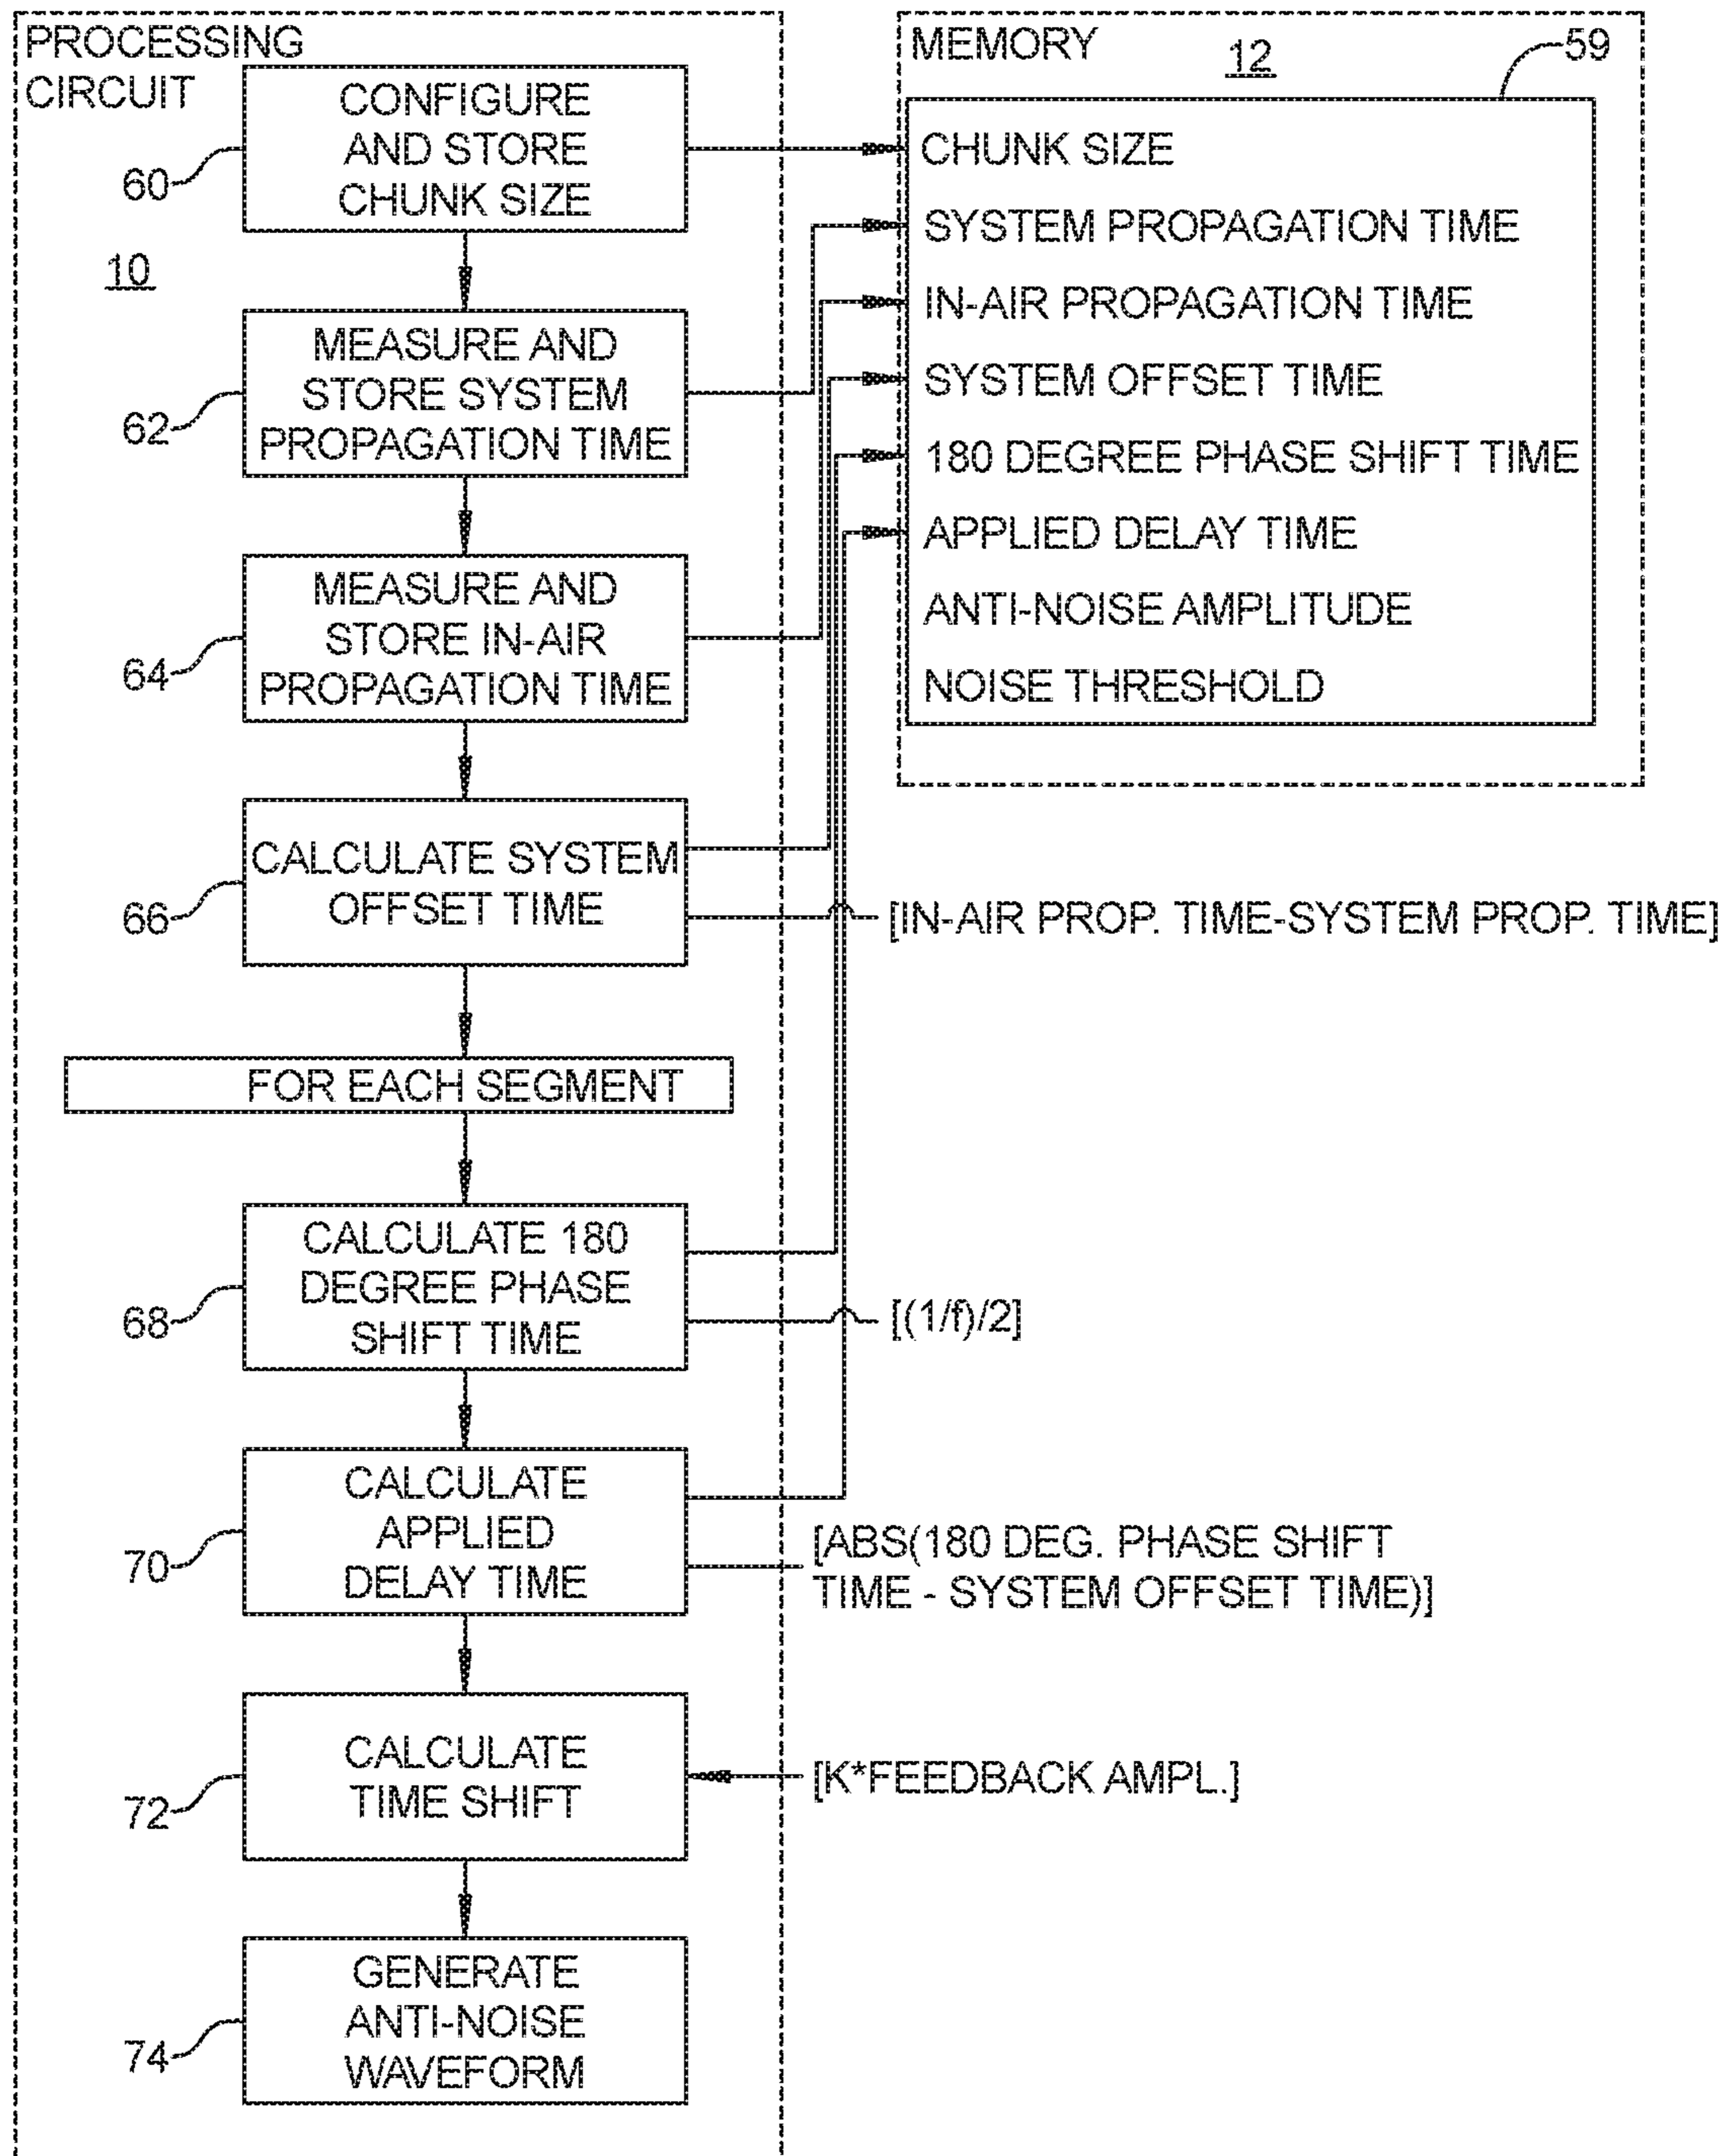 PROCESSING
CIRCUIT
10
CONFIGURE
AND STORE
CHUNK SIZE
60
MEASURE AND
STORE SYSTEM
PROPAGATION TIME
62
MEASURE AND
STORE IN-AIR
PROPAGATION TIME
64
CALCULATE SYSTEM
OFFSET TIME
66
[IN-AIR PROP. TIME-SYSTEM PROP. TIME]
FOR EACH SEGMENT
CALCULATE 180
DEGREE PHASE
SHIFT TIME
68
[(1/f)/2]
CALCULATE
APPLIED
DELAY TIME
70
[ABS(180 DEG. PHASE SHIFT
TIME - SYSTEM OFFSET TIME)]
CALCULATE
TIME SHIFT
72
[K*FEEDBACK AMPL.]
GENERATE
ANTI-NOISE
WAVEFORM
74
MEMORY
12
59
CHUNK SIZE
SYSTEM PROPAGATION TIME
IN-AIR PROPAGATION TIME
SYSTEM OFFSET TIME
180 DEGREE PHASE SHIFT TIME
APPLIED DELAY TIME
ANTI-NOISE AMPLITUDE
NOISE THRESHOLD